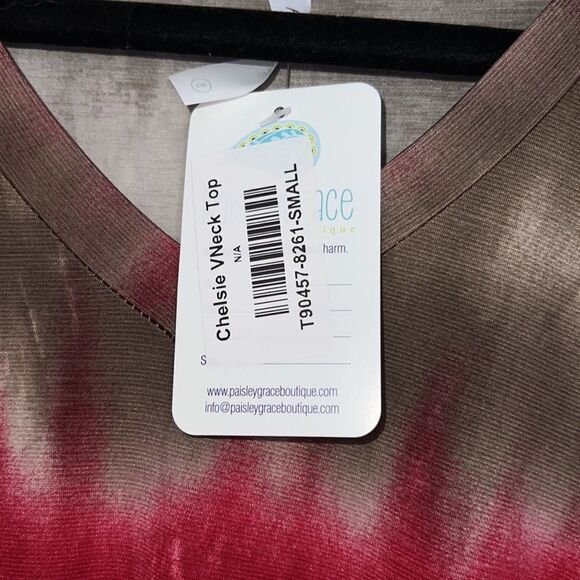 Chelsie VNeck Top
N/A
T90457-8261-SMALL
ace
ique
harm.
S
www.paisleygraceboutique.com
info@paisleygraceboutique.com